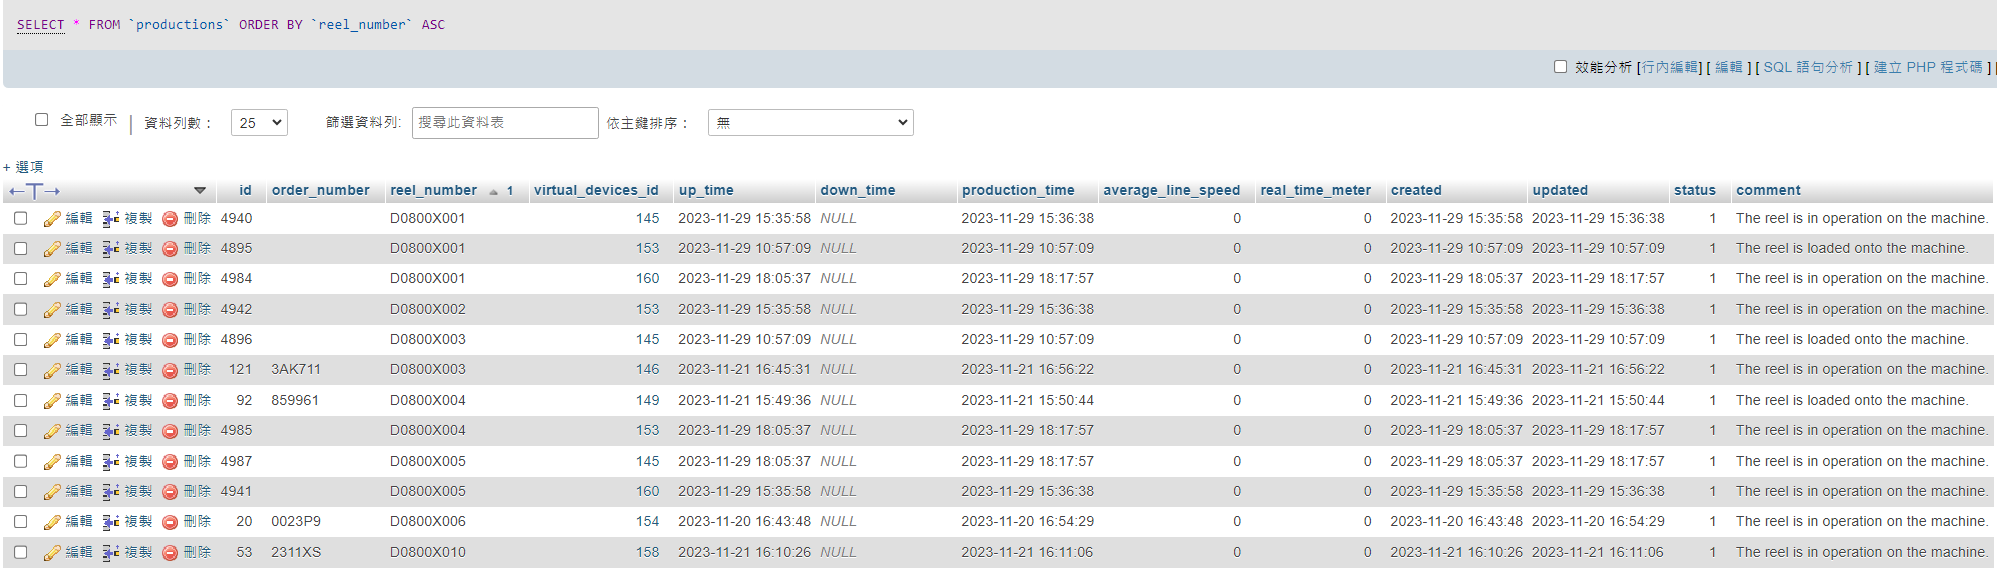 SELECT * FROM `productions` ORDER BY `reel_number` ASC
效能分析 [行內編輯] [ 編輯 ] [ SQL 語句分析 ] [ 建立 PHP 程式碼 ] [
全部顯示 | 資料列數： 25 篩選資料列: 搜尋此資料表 依主鍵排序： 無
+ 選項
←T→ id order_number reel_number 1 virtual_devices_id up_time down_time production_time average_line_speed real_time_meter created updated status comment
編輯 複製 刪除 4940 D0800X001 145 2023-11-29 15:35:58 NULL 2023-11-29 15:36:38 0 0 2023-11-29 15:35:58 2023-11-29 15:36:38 1 The reel is in operation on the machine.
編輯 複製 刪除 4895 D0800X001 153 2023-11-29 10:57:09 NULL 2023-11-29 10:57:09 0 0 2023-11-29 10:57:09 2023-11-29 10:57:09 1 The reel is loaded onto the machine.
編輯 複製 刪除 4984 D0800X001 160 2023-11-29 18:05:37 NULL 2023-11-29 18:17:57 0 0 2023-11-29 18:05:37 2023-11-29 18:17:57 1 The reel is in operation on the machine.
編輯 複製 刪除 4942 D0800X002 153 2023-11-29 15:35:58 NULL 2023-11-29 15:36:38 0 0 2023-11-29 15:35:58 2023-11-29 15:36:38 1 The reel is in operation on the machine.
編輯 複製 刪除 4896 D0800X003 145 2023-11-29 10:57:09 NULL 2023-11-29 10:57:09 0 0 2023-11-29 10:57:09 2023-11-29 10:57:09 1 The reel is loaded onto the machine.
編輯 複製 刪除 121 3AK711 D0800X003 146 2023-11-21 16:45:31 NULL 2023-11-21 16:56:22 0 0 2023-11-21 16:45:31 2023-11-21 16:56:22 1 The reel is in operation on the machine.
編輯 複製 刪除 92 859961 D0800X004 149 2023-11-21 15:49:36 NULL 2023-11-21 15:50:44 0 0 2023-11-21 15:49:36 2023-11-21 15:50:44 1 The reel is loaded onto the machine.
編輯 複製 刪除 4985 D0800X004 153 2023-11-29 18:05:37 NULL 2023-11-29 18:17:57 0 0 2023-11-29 18:05:37 2023-11-29 18:17:57 1 The reel is in operation on the machine.
編輯 複製 刪除 4987 D0800X005 145 2023-11-29 18:05:37 NULL 2023-11-29 18:17:57 0 0 2023-11-29 18:05:37 2023-11-29 18:17:57 1 The reel is in operation on the machine.
編輯 複製 刪除 4941 D0800X005 160 2023-11-29 15:35:58 NULL 2023-11-29 15:36:38 0 0 2023-11-29 15:35:58 2023-11-29 15:36:38 1 The reel is in operation on the machine.
編輯 複製 刪除 20 0023P9 D0800X006 154 2023-11-20 16:43:48 NULL 2023-11-20 16:54:29 0 0 2023-11-20 16:43:48 2023-11-20 16:54:29 1 The reel is in operation on the machine.
編輯 複製 刪除 53 2311XS D0800X010 158 2023-11-21 16:10:26 NULL 2023-11-21 16:11:06 0 0 2023-11-21 16:10:26 2023-11-21 16:11:06 1 The reel is in operation on the machine.